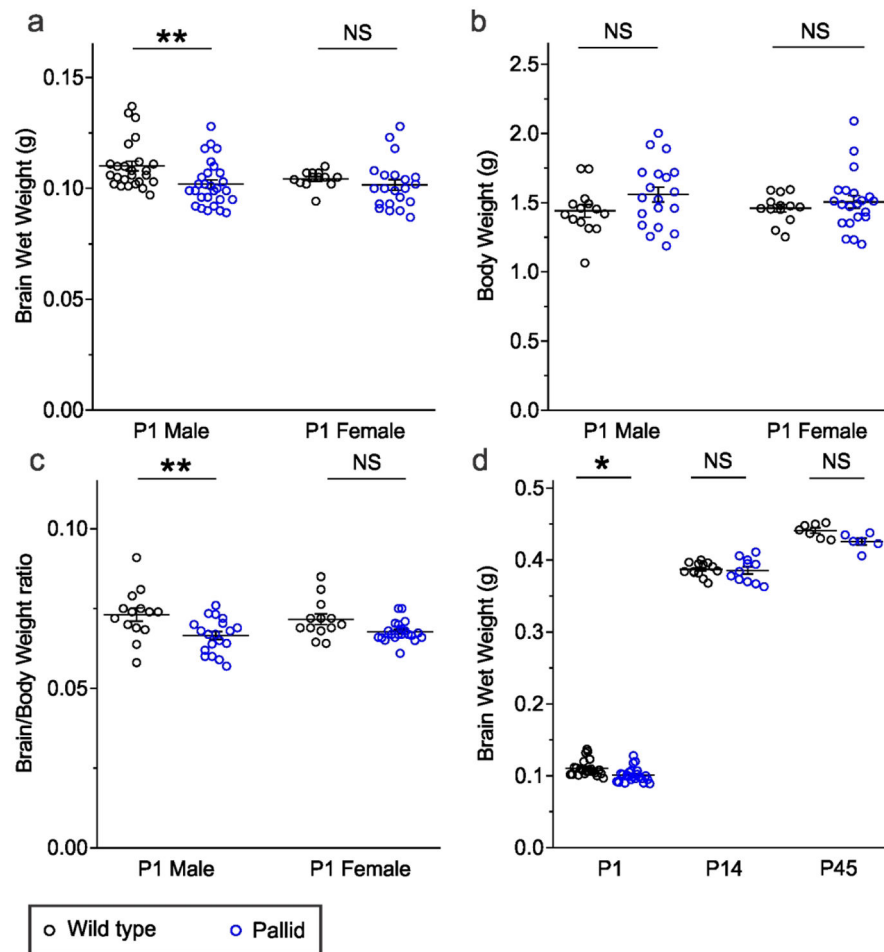 a
**
NS
0.15
0.10
0.05
0.00
Brain Wet Weight (g)
P1 Male
P1 Female
b
NS
NS
2.5
2.0
1.5
1.0
0.5
0.0
Body Weight (g)
P1 Male
P1 Female
c
**
NS
0.10
0.05
0.00
Brain/Body Weight ratio
P1 Male
P1 Female
d
*
NS
NS
0.5
0.4
0.3
0.2
0.1
0.0
Brain Wet Weight (g)
P1
P14
P45
Wild type
Pallid